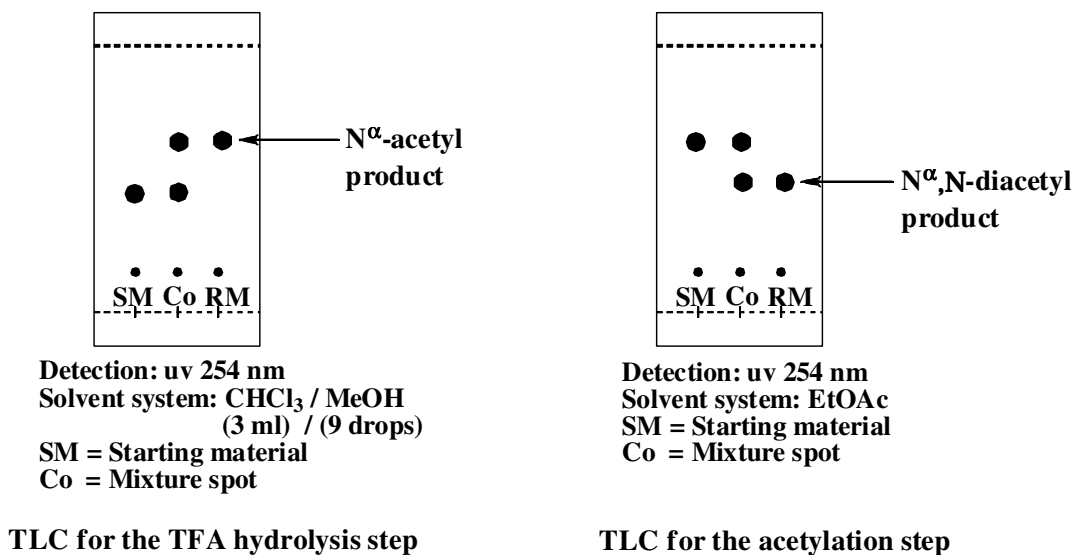 Nα-acetyl
product
SM Co RM
Detection: uv 254 nm
Solvent system: CHCl3 / MeOH
(3 ml) / (9 drops)
SM = Starting material
Co = Mixture spot
TLC for the TFA hydrolysis step
Nα,N-diacetyl
product
SM Co RM
Detection: uv 254 nm
Solvent system: EtOAc
SM = Starting material
Co = Mixture spot
TLC for the acetylation step